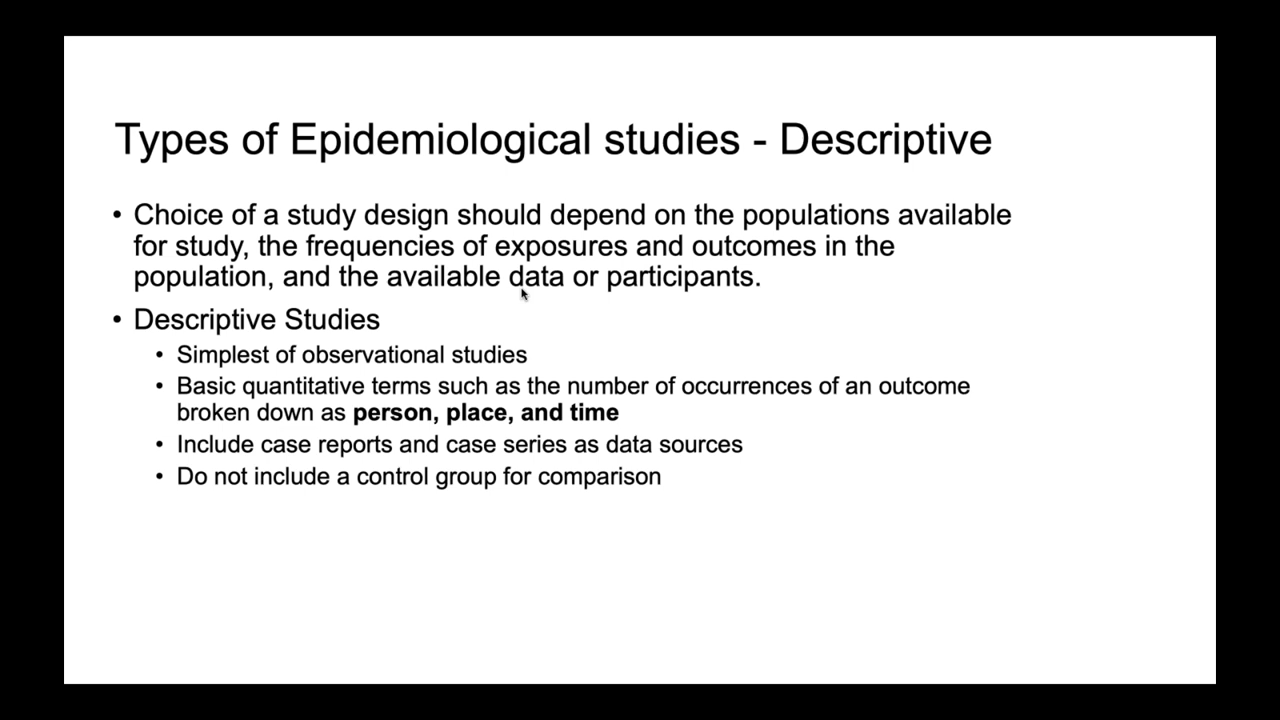 Types of Epidemiological studies - Descriptive
• Choice of a study design should depend on the populations available
for study, the frequencies of exposures and outcomes in the
population, and the available data or participants.
• Descriptive Studies
• Simplest of observational studies
• Basic quantitative terms such as the number of occurrences of an outcome
broken down as person, place, and time
• Include case reports and case series as data sources
• Do not include a control group for comparison